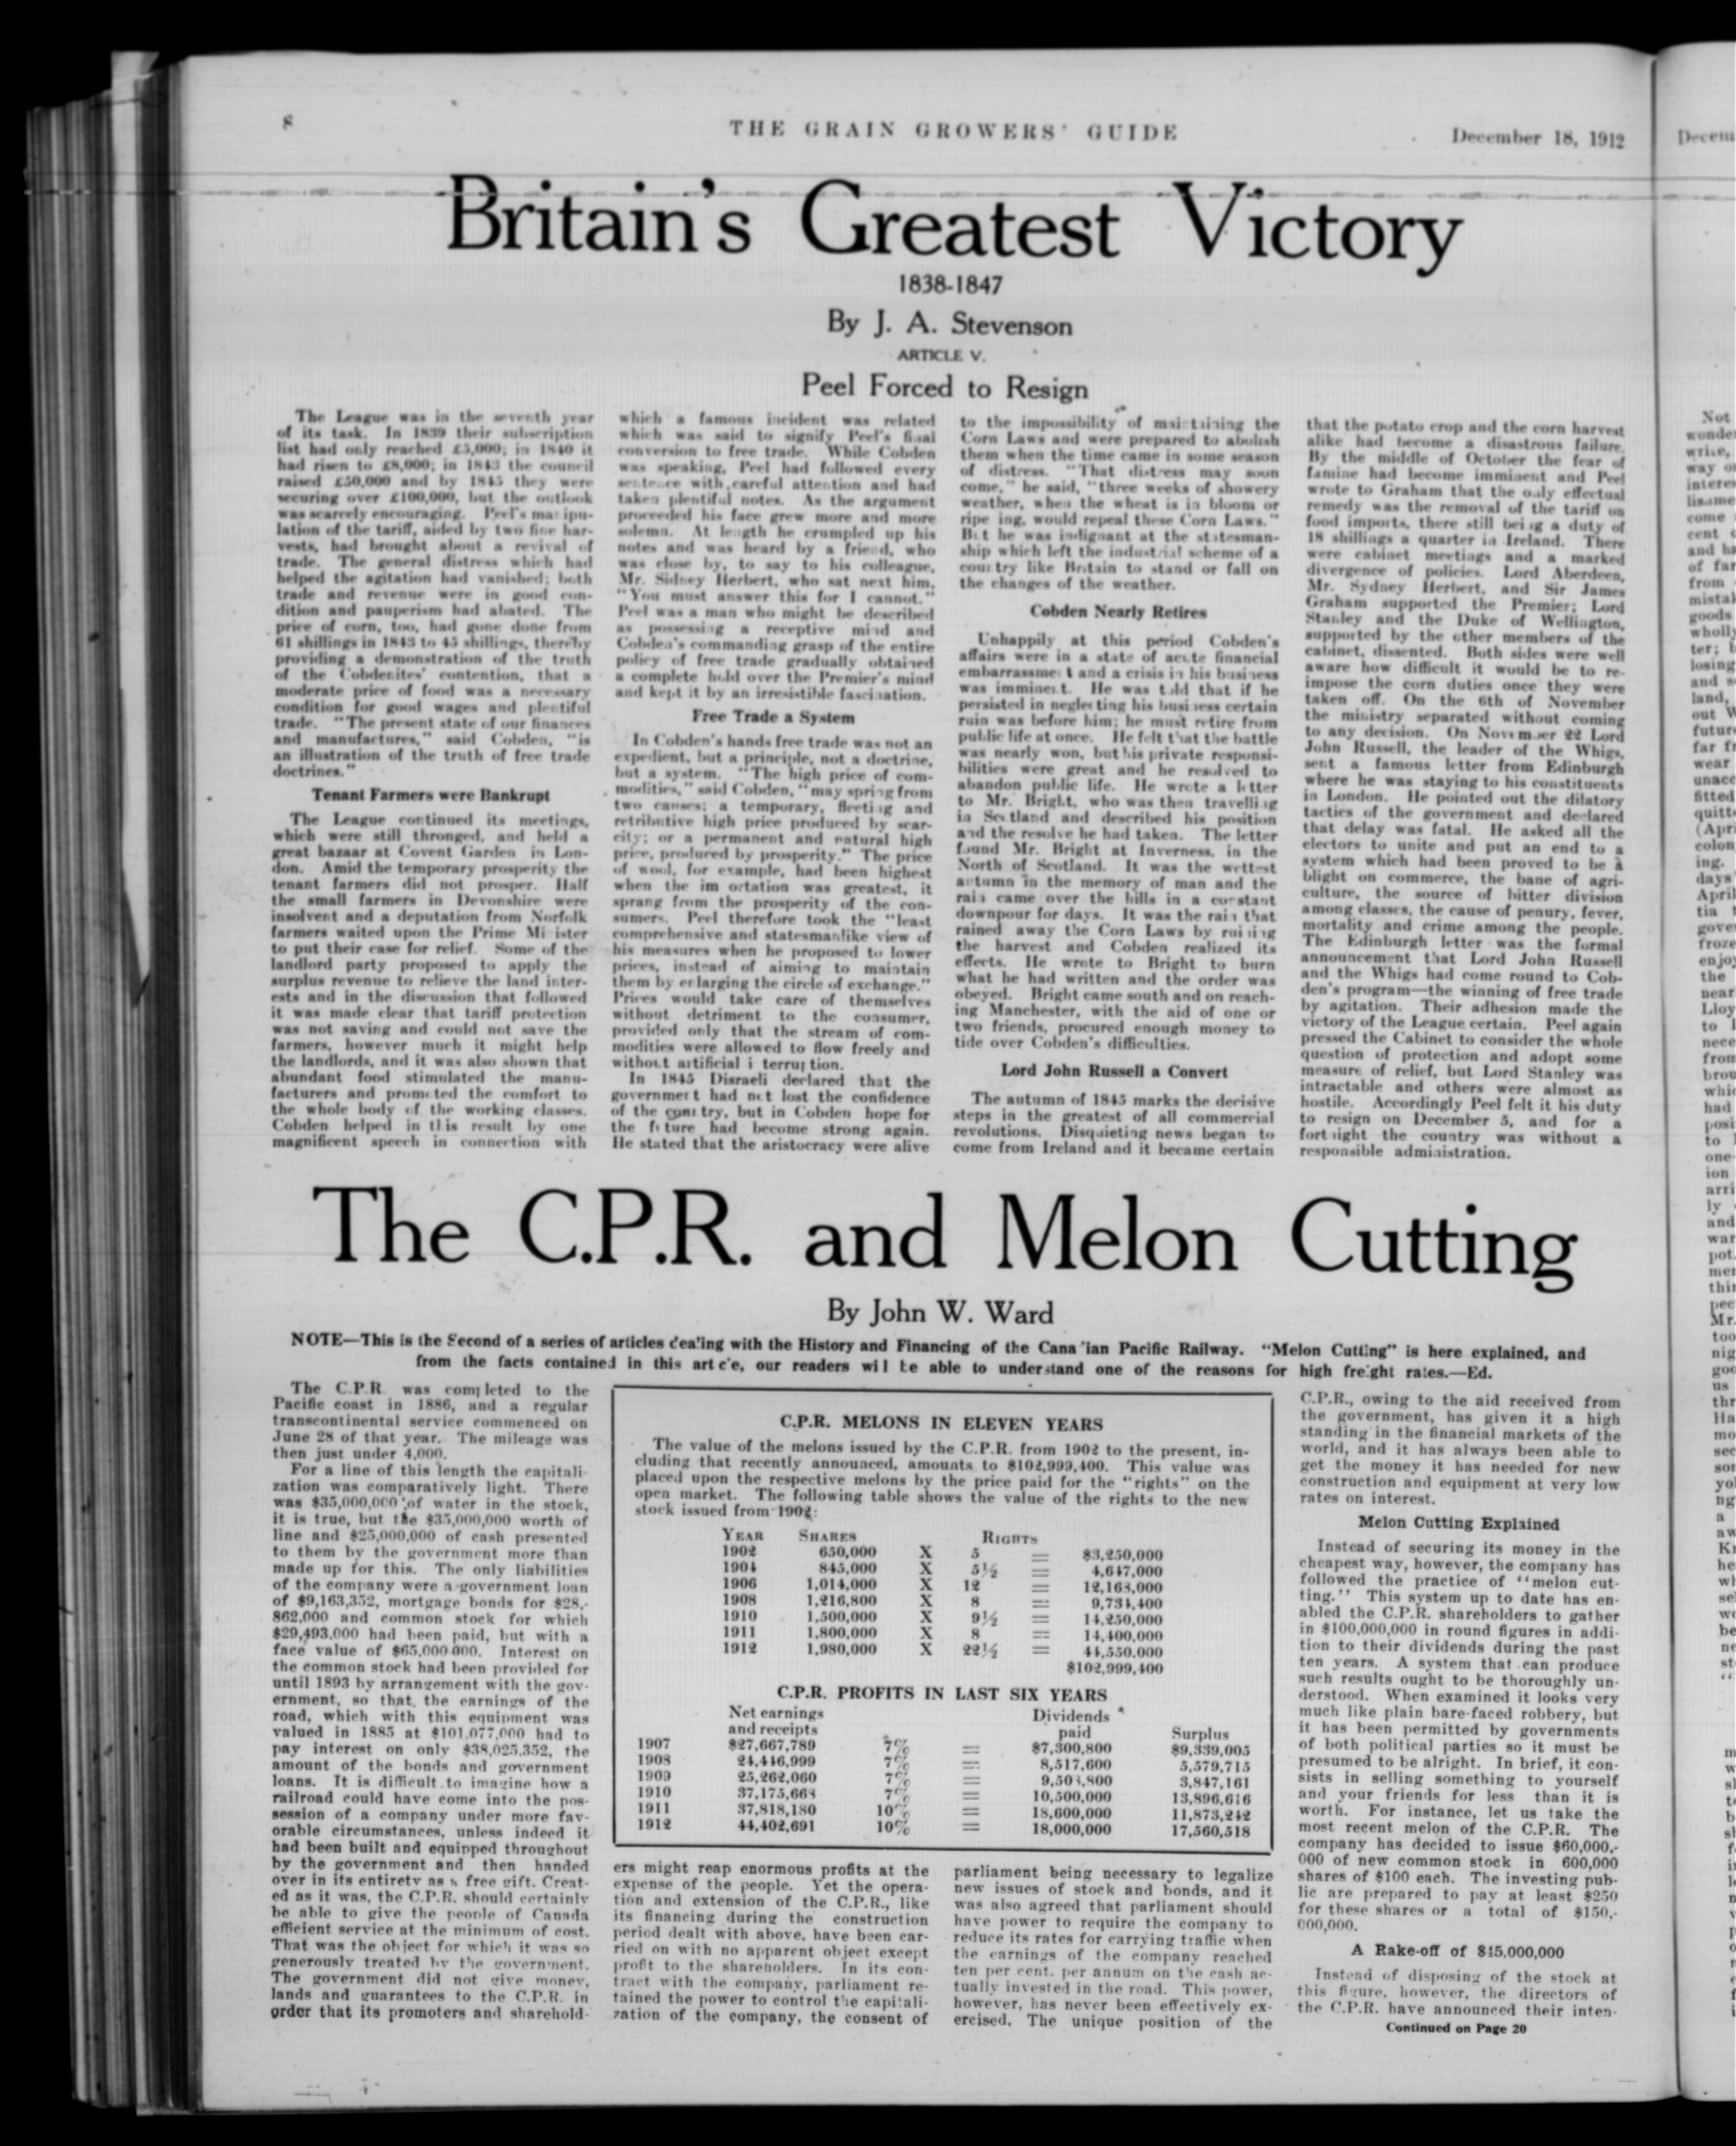 8
THE GRAIN GROWERS' GUIDE
December 18, 1912
Britain's Greatest Victory
1838-1847
By J. A. Stevenson
ARTICLE V.
Peel Forced to Resign
The League was in the seventh year
of its task. In 1839 their subscription
list had only reached £5,000; in 1840 it
had risen to £8,000; in 1843 the council
raised £50,000 and by 1845 they were
securing over £100,000, but the outlook
was scarcely encouraging. Peel's manipu-
lation of the tariff, aided by two fine har-
vests, had brought about a revival of
trade. The general distress which had
helped the agitation had vanished; both
trade and revenue were in good con-
dition and pauperism had abated. The
price of corn, too, had gone done from
61 shillings in 1843 to 45 shillings, thereby
providing a demonstration of the truth
of the Cobdenites' contention, that a
moderate price of food was a necessary
condition for good wages and plentiful
trade. "The present state of our finances
and manufactures," said Cobden, "is
an illustration of the truth of free trade
doctrines."
Tenant Farmers were Bankrupt
The League continued its meetings,
which were still thronged, and held a
great bazaar at Covent Garden in Lon-
don. Amid the temporary prosperity the
tenant farmers did not prosper. Half
the small farmers in Devonshire were
insolvent and a deputation from Norfolk
farmers waited upon the Prime Minister
to put their case for relief. Some of the
landlord party proposed to apply the
surplus revenue to relieve the land inter-
ests and in the discussion that followed
it was made clear that tariff protection
was not saving and could not save the
farmers, however much it might help
the landlords, and it was also shown that
abundant food stimulated the manu-
facturers and promoted the comfort to
the whole body of the working classes.
Cobden helped in this result by one
magnificent speech in connection with
which a famous incident was related
which was said to signify Peel's final
conversion to free trade. While Cobden
was speaking, Peel had followed every
sentence with careful attention and had
taken plentiful notes. As the argument
proceeded his face grew more and more
solemn. At length he crumpled up his
notes and was heard by a friend, who
was close by, to say to his colleague,
Mr. Sidney Herbert, who sat next him,
"You must answer this for I cannot."
Peel was a man who might be described
as possessing a receptive mind and
Cobden's commanding grasp of the entire
policy of free trade gradually obtained
a complete hold over the Premier's mind
and kept it by an irresistible fascination.
Free Trade a System
In Cobden's hands free trade was not an
expedient, but a principle, not a doctrine,
but a system. "The high price of com-
modities," said Cobden, "may spring from
two causes; a temporary, fleeting and
retributive high price produced by scar-
city; or a permanent and natural high
price, produced by prosperity." The price
of wool, for example, had been highest
when the im ortation was greatest, it
sprang from the prosperity of the con-
sumers. Peel therefore took the "least
comprehensive and statesmanlike view of
his measures when he proposed to lower
prices, instead of aiming to maintain
them by enlarging the circle of exchange."
Prices would take care of themselves
without detriment to the consumer,
provided only that the stream of com-
modities were allowed to flow freely and
without artificial i terruption.
In 1845 Disraeli declared that the
government had not lost the confidence
of the country, but in Cobden hope for
the future had become strong again.
He stated that the aristocracy were alive
to the impossibility of maintaining the
Corn Laws and were prepared to abolish
them when the time came in some season
of distress. "That distress may soon
come," he said, "three weeks of showery
weather, when the wheat is in bloom or
ripe ing, would repeal these Corn Laws."
But he was indignant at the statesman-
ship which left the industrial scheme of a
country like Britain to stand or fall on
the changes of the weather.
Cobden Nearly Retires
Unhappily at this period Cobden's
affairs were in a state of acute financial
embarrassment and a crisis in his business
was imminent. He was told that if he
persisted in neglecting his business certain
ruin was before him; he must retire from
public life at once. He felt that the battle
was nearly won, but his private responsi-
bilities were great and he resolved to
abandon public life. He wrote a letter
to Mr. Bright, who was then travelling
in Scotland and described his position
and the resolve he had taken. The letter
found Mr. Bright at Inverness, in the
North of Scotland. It was the wettest
autumn in the memory of man and the
rain came over the hills in a constant
downpour for days. It was the rain that
rained away the Corn Laws by ruining
the harvest and Cobden realized its
effects. He wrote to Bright to burn
what he had written and the order was
obeyed. Bright came south and on reach-
ing Manchester, with the aid of one or
two friends, procured enough money to
tide over Cobden's difficulties.
Lord John Russell a Convert
The autumn of 1845 marks the decisive
steps in the greatest of all commercial
revolutions. Disquieting news began to
come from Ireland and it became certain
that the potato crop and the corn harvest
alike had become a disastrous failure.
By the middle of October the fear of
famine had become imminent and Peel
wrote to Graham that the only effectual
remedy was the removal of the tariff on
food imports, there still being a duty of
18 shillings a quarter in Ireland. There
were cabinet meetings and a marked
divergence of policies. Lord Aberdeen,
Mr. Sydney Herbert, and Sir James
Graham supported the Premier; Lord
Stanley and the Duke of Wellington,
supported by the other members of the
cabinet, dissented. Both sides were well
aware how difficult it would be to re-
impose the corn duties once they were
taken off. On the 6th of November
the ministry separated without coming
to any decision. On November 22 Lord
John Russell, the leader of the Whigs,
sent a famous letter from Edinburgh
where he was staying to his constituents
in London. He pointed out the dilatory
tactics of the government and declared
that delay was fatal. He asked all the
electors to unite and put an end to a
system which had been proved to be a
blight on commerce, the bane of agri-
culture, the source of bitter division
among classes, the cause of penury, fever,
mortality and crime among the people.
The Edinburgh letter was the formal
announcement that Lord John Russell
and the Whigs had come round to Cob-
den's program—the winning of free trade
by agitation. Their adhesion made the
victory of the League certain. Peel again
pressed the Cabinet to consider the whole
question of protection and adopt some
measure of relief, but Lord Stanley was
intractable and others were almost as
hostile. Accordingly Peel felt it his duty
to resign on December 5, and for a
fortnight the country was without a
responsible administration.
The C.P.R. and Melon Cutting
By John W. Ward
NOTE—This is the Second of a series of articles dealing with the History and Financing of the Canadian Pacific Railway. "Melon Cutting" is here explained, and
from the facts contained in this article, our readers will be able to understand one of the reasons for high freight rates.—Ed.
The C.P.R. was completed to the
Pacific coast in 1886, and a regular
transcontinental service commenced on
June 28 of that year. The mileage was
then just under 4,000.
For a line of this length the capitali-
zation was comparatively light. There
was $35,000,000 of water in the stock,
it is true, but the $35,000,000 worth of
line and $25,000,000 of cash presented
to them by the government more than
made up for this. The only liabilities
of the company were a government loan
of $9,163,352, mortgage bonds for $28,-
862,000 and common stock for which
$29,493,000 had been paid, but with a
face value of $65,000,000. Interest on
the common stock had been provided for
until 1893 by arrangement with the gov-
ernment, so that the earnings of the
road, which with this equipment was
valued in 1885 at $101,077,000 had to
pay interest on only $38,025,352, the
amount of the bonds and government
loans. It is difficult to imagine how a
railroad could have come into the pos-
session of a company under more fav-
orable circumstances, unless indeed it
had been built and equipped throughout
by the government and then handed
over in its entirety as a free gift. Creat-
ed as it was, the C.P.R. should certainly
be able to give the people of Canada
efficient service at the minimum of cost.
That was the object for which it was so
generously treated by the government.
The government did not give money,
lands and guarantees to the C.P.R. in
order that its promoters and sharehold-
C.P.R. MELONS IN ELEVEN YEARS
The value of the melons issued by the C.P.R. from 1902 to the present, in-
cluding that recently announced, amounts to $102,999,400. This value was
placed upon the respective melons by the price paid for the "rights" on the
open market. The following table shows the value of the rights to the new
stock issued from 1902:
YEAR SHARES RIGHTS
1902 650,000 X 5 = $3,250,000
1904 845,000 X 5½ = 4,647,000
1906 1,014,000 X 12 = 12,168,000
1908 1,216,800 X 8 = 9,734,400
1910 1,500,000 X 9½ = 14,250,000
1911 1,800,000 X 8 = 14,400,000
1912 1,980,000 X 22½ = 44,550,000
$102,999,400
C.P.R. PROFITS IN LAST SIX YEARS
Net earnings Dividends
and receipts paid Surplus
1907 $27,667,789 7% = $7,300,800 $9,339,005
1908 24,446,999 7% = 8,517,600 5,579,715
1909 25,262,060 7% = 3,847,161
1910 37,175,668 7% = 10,500,000 13,896,616
1911 37,818,180 10% = 18,600,000 11,873,242
1912 44,402,691 10% = 18,000,000 17,560,518
ers might reap enormous profits at the
expense of the people. Yet the opera-
tion and extension of the C.P.R., like
its financing during the construction
period dealt with above, have been car-
ried on with no apparent object except
profit to the shareholders. In its con-
tract with the company, parliament re-
tained the power to control the capitali-
zation of the company, the consent of
parliament being necessary to legalize
new issues of stock and bonds, and it
was also agreed that parliament should
have power to require the company to
reduce its rates for carrying traffic when
the earnings of the company reached
ten per cent. per annum on the cash ac-
tually invested in the road. This power,
however, has never been effectively ex-
ercised. The unique position of the
C.P.R., owing to the aid received from
the government, has given it a high
standing in the financial markets of the
world, and it has always been able to
get the money it has needed for new
construction and equipment at very low
rates on interest.
Melon Cutting Explained
Instead of securing its money in the
cheapest way, however, the company has
followed the practice of "melon cut-
ting." This system up to date has en-
abled the C.P.R. shareholders to gather
in $100,000,000 in round figures in addi-
tion to their dividends during the past
ten years. A system that can produce
such results ought to be thoroughly un-
derstood. When examined it looks very
much like plain bare-faced robbery, but
it has been permitted by governments
of both political parties so it must be
presumed to be alright. In brief, it con-
sists in selling something to yourself
and your friends for less than it is
worth. For instance, let us take the
most recent melon of the C.P.R. The
company has decided to issue $60,000,-
000 of new common stock in 600,000
shares of $100 each. The investing pub-
lic are prepared to pay at least $250
for these shares or a total of $150,-
000,000.
A Rake-off of $45,000,000
Instead of disposing of the stock at
this figure, however, the directors of
the C.P.R. have announced their inten-
Continued on Page 20